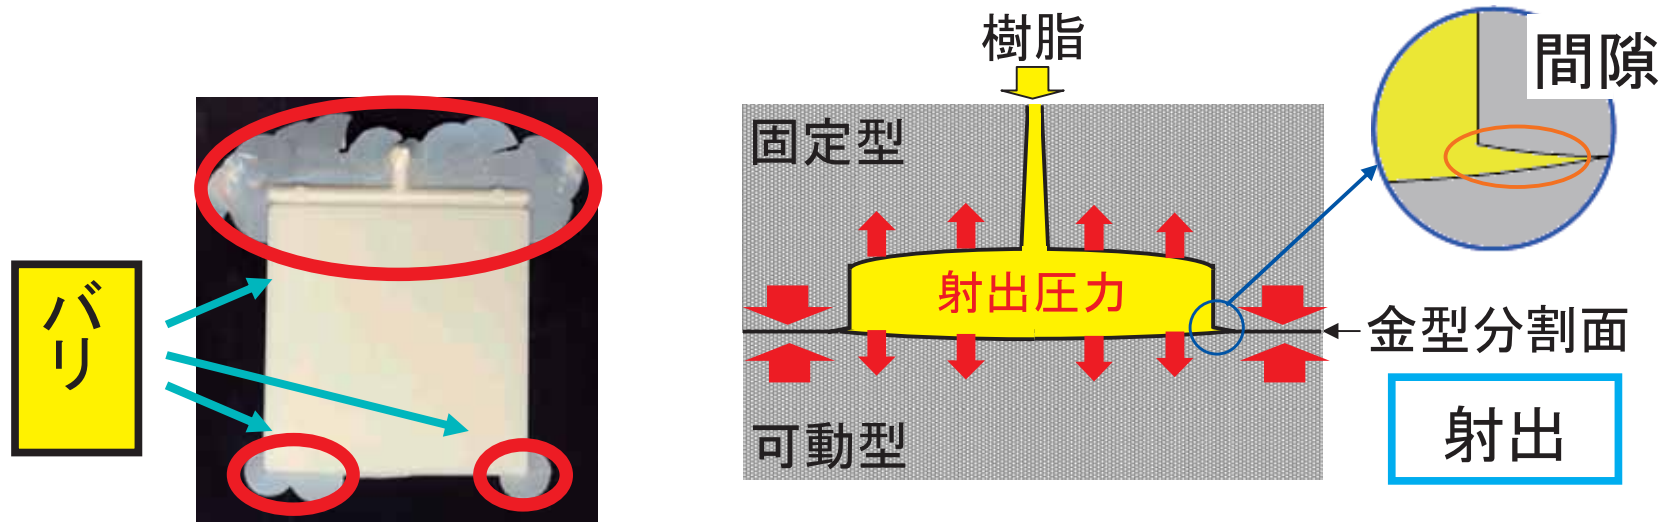 バリ
樹脂
間隙
固定型
射出圧力
金型分割面
可動型
射出